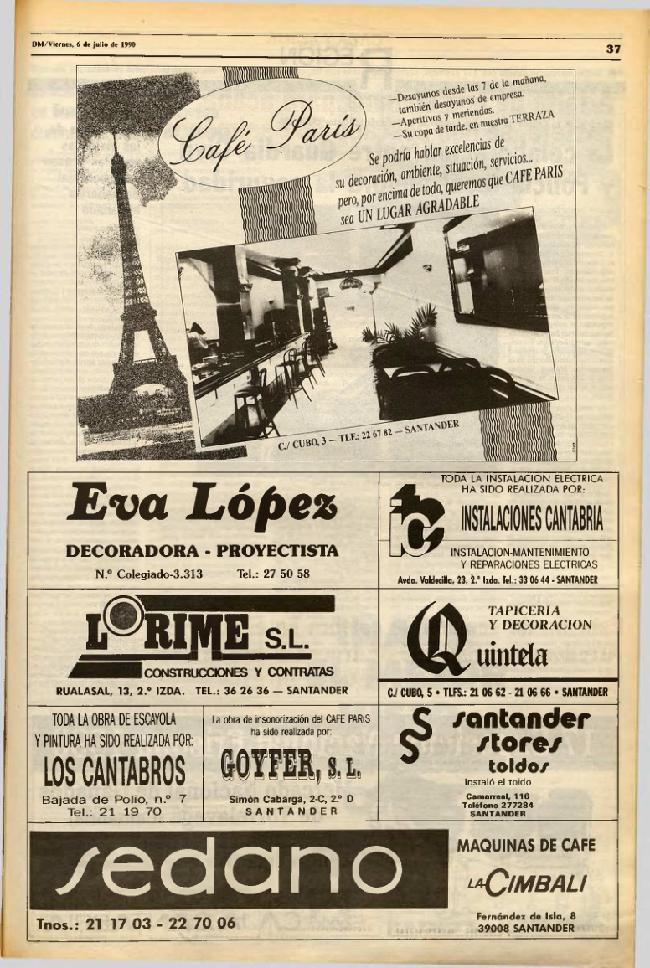 DM/Viernes, 6 de julio de 1990
37
Café París
—Desayunos desde las 7 de la mañana,
también desayunos de empresa.
—Aperitivos y meriendas.
—Su copa de tarde, en nuestra TERRAZA
Se podría hablar excelencias de
su decoración, ambiente, situación, servicios...
pero, por encima de todo, queremos que CAFE PARIS
sea UN LUGAR AGRADABLE
C./ CUBO, 3 — TLF.: 22 67 82 — SANTANDER
Eva López
DECORADORA - PROYECTISTA
N.º Colegiado-3.313 Tel.: 27 50 58
TODA LA INSTALACION ELECTRICA
HA SIDO REALIZADA POR:
ic
INSTALACIONES CANTABRIA
INSTALACION-MANTENIMIENTO
Y REPARACIONES ELECTRICAS
Avda. Valdecilla, 23. 2.º Izda. Tel.: 33 06 44 - SANTANDER
LORIME S.L.
CONSTRUCCIONES Y CONTRATAS
RUALASAL, 13, 2.º IZDA. TEL.: 36 26 36 — SANTANDER
TAPICERIA
Y DECORACION
Quintela
C/ CUBO, 5 • TLFS.: 21 06 62 - 21 06 66 • SANTANDER
TODA LA OBRA DE ESCAYOLA
Y PINTURA HA SIDO REALIZADA POR:
LOS CANTABROS
Bajada de Polio, n.º 7
Tel.: 21 19 70
La obra de insonorización del CAFE PARIS
ha sido realizada por:
GOYFER, S.L.
Simón Cabarga, 2-C, 2.º D
SANTANDER
santander
stores
toldos
Instaló el toldo
Camarreal, 110
Teléfono 277284
SANTANDER
sedano
Tnos.: 21 17 03 - 22 70 06
MAQUINAS DE CAFE
LA CIMBALI
Fernández de Isla, 8
39008 SANTANDER